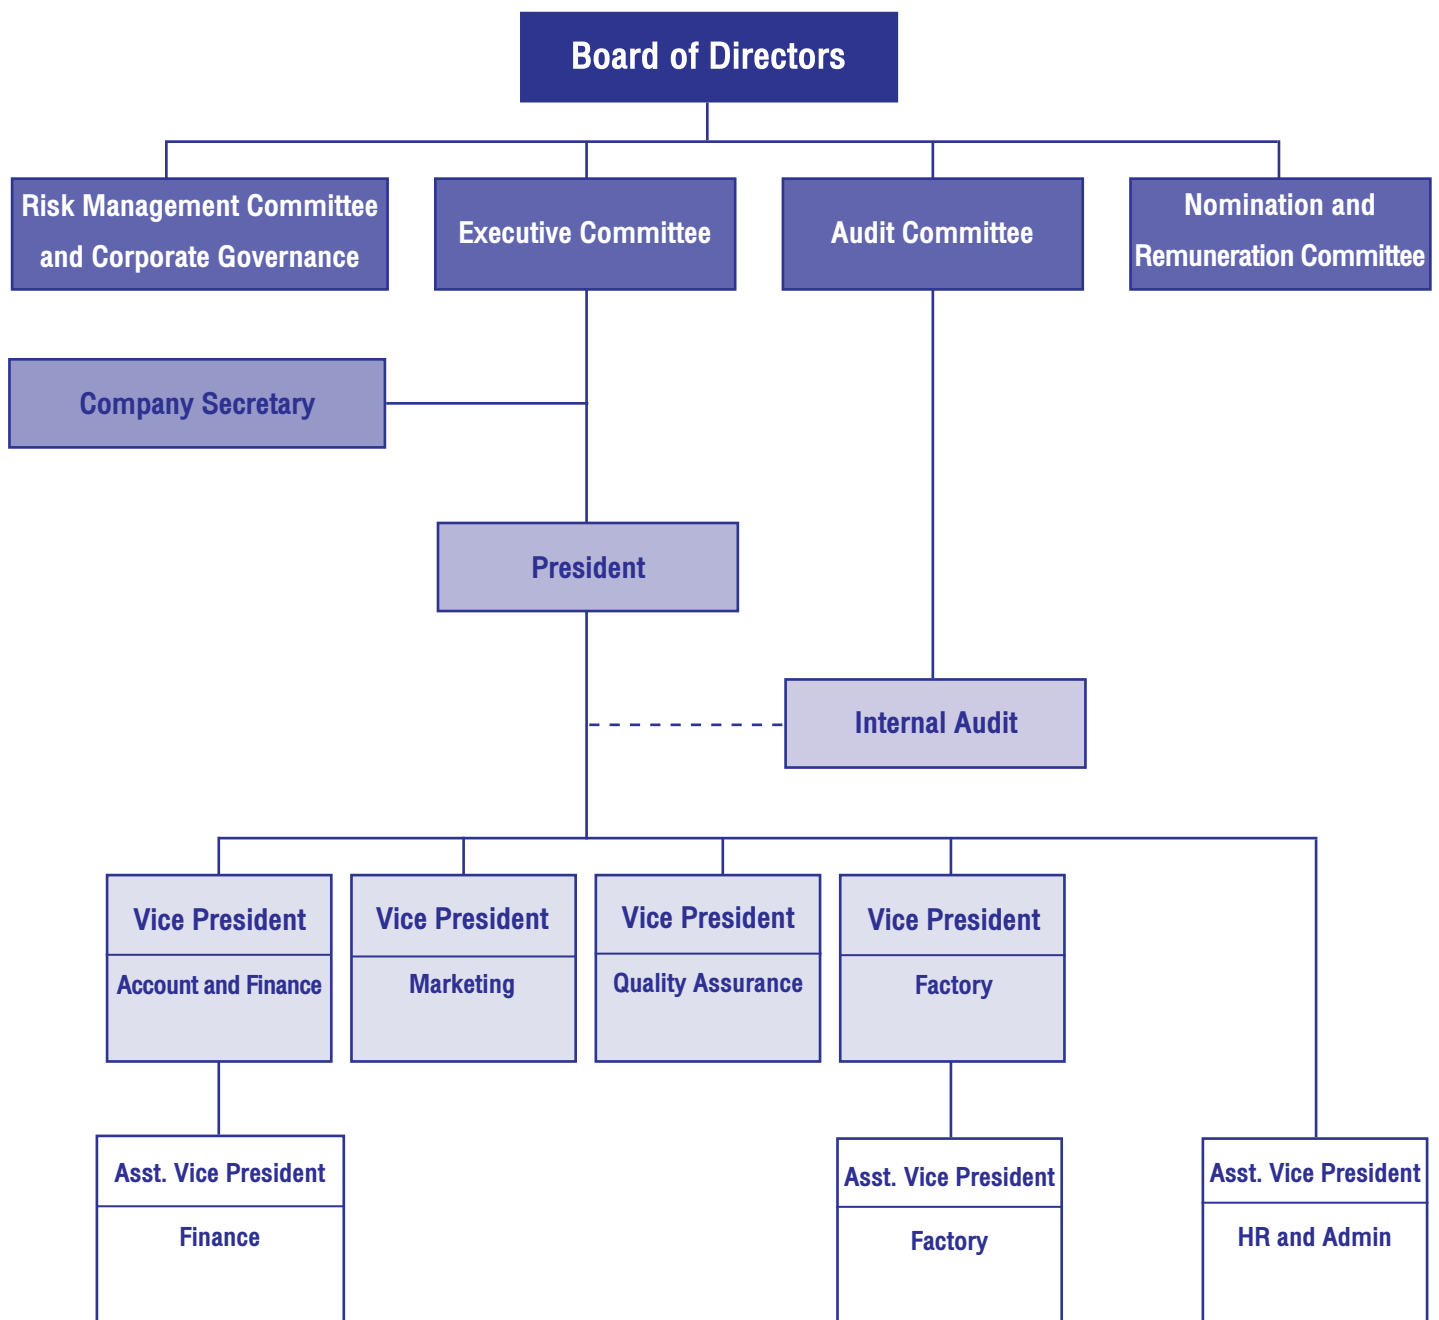 Board of Directors
Risk Management Committee
and Corporate Governance
Executive Committee
Audit Committee
Nomination and
Remuneration Committee
Company Secretary
President
Internal Audit
Vice President
Account and Finance
Vice President
Marketing
Vice President
Quality Assurance
Vice President
Factory
Asst. Vice President
Finance
Asst. Vice President
Factory
Asst. Vice President
HR and Admin